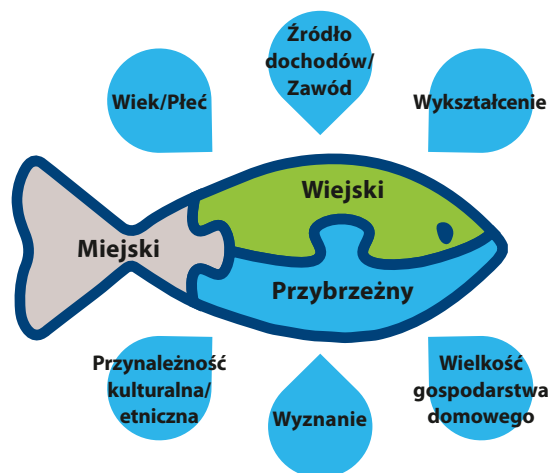 Źródło
dochodów/
Zawód
Wiek/Płeć
Wykształcenie
Wiejski
Miejski
Przybrzeżny
Przynależność
kulturalna/
etniczna
Wyznanie
Wielkość
gospodarstwa
domowego